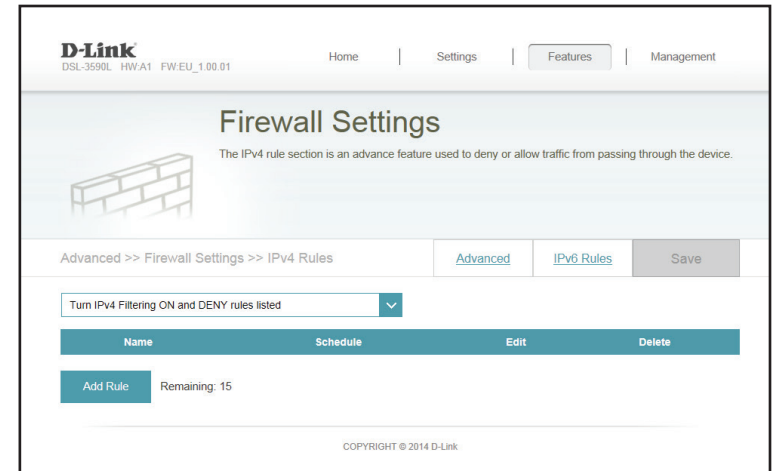 D-Link
DSL-3590L HW:A1 FW:EU_1.00.01
Home | Settings | Features | Management
Firewall Settings
The IPv4 rule section is an advance feature used to deny or allow traffic from passing through the device.
Advanced >> Firewall Settings >> IPv4 Rules
Advanced
IPv6 Rules
Save
Turn IPv4 Filtering ON and DENY rules listed
Name Schedule Edit Delete
Add Rule Remaining: 15
COPYRIGHT © 2014 D-Link